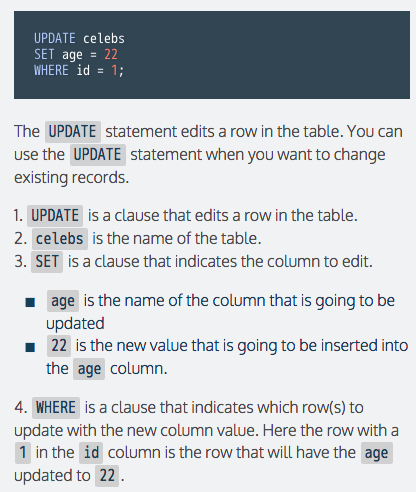 UPDATE celebs
SET age = 22
WHERE id = 1;
The UPDATE statement edits a row in the table. You can
use the UPDATE statement when you want to change
existing records.
1. UPDATE is a clause that edits a row in the table.
2. celebs is the name of the table.
3. SET is a clause that indicates the column to edit.
■ age is the name of the column that is going to be
updated
■ 22 is the new value that is going to be inserted into
the age column.
4. WHERE is a clause that indicates which row(s) to
update with the new column value. Here the row with a
1 in the id column is the row that will have the age
updated to 22.